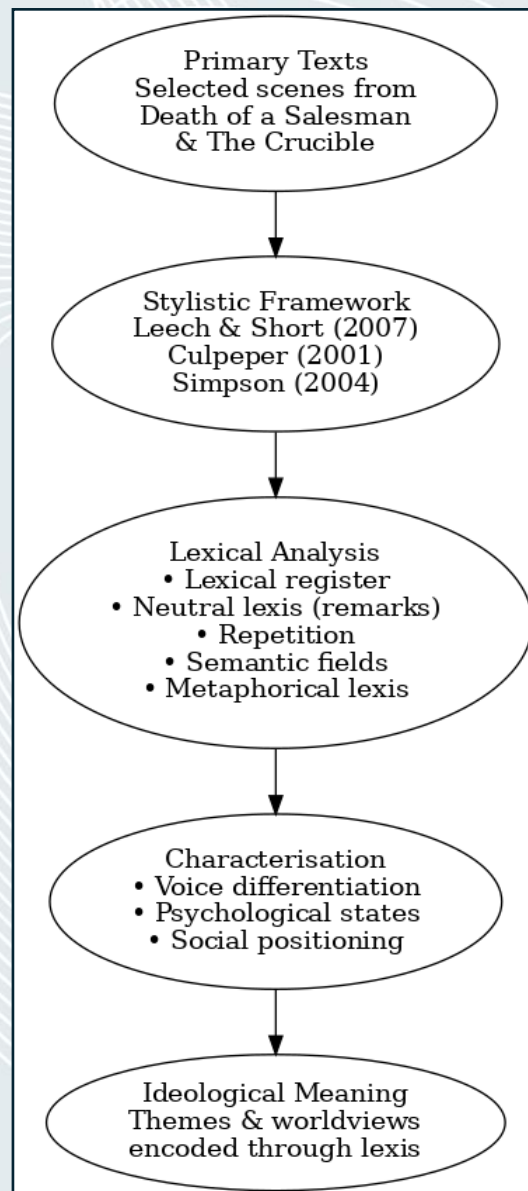 Primary Texts
Selected scenes from
Death of a Salesman
& The Crucible
Stylistic Framework
Leech & Short (2007)
Culpeper (2001)
Simpson (2004)
Lexical Analysis
• Lexical register
• Neutral lexis (remarks)
• Repetition
• Semantic fields
• Metaphorical lexis
Characterisation
• Voice differentiation
• Psychological states
• Social positioning
Ideological Meaning
Themes & worldviews
encoded through lexis